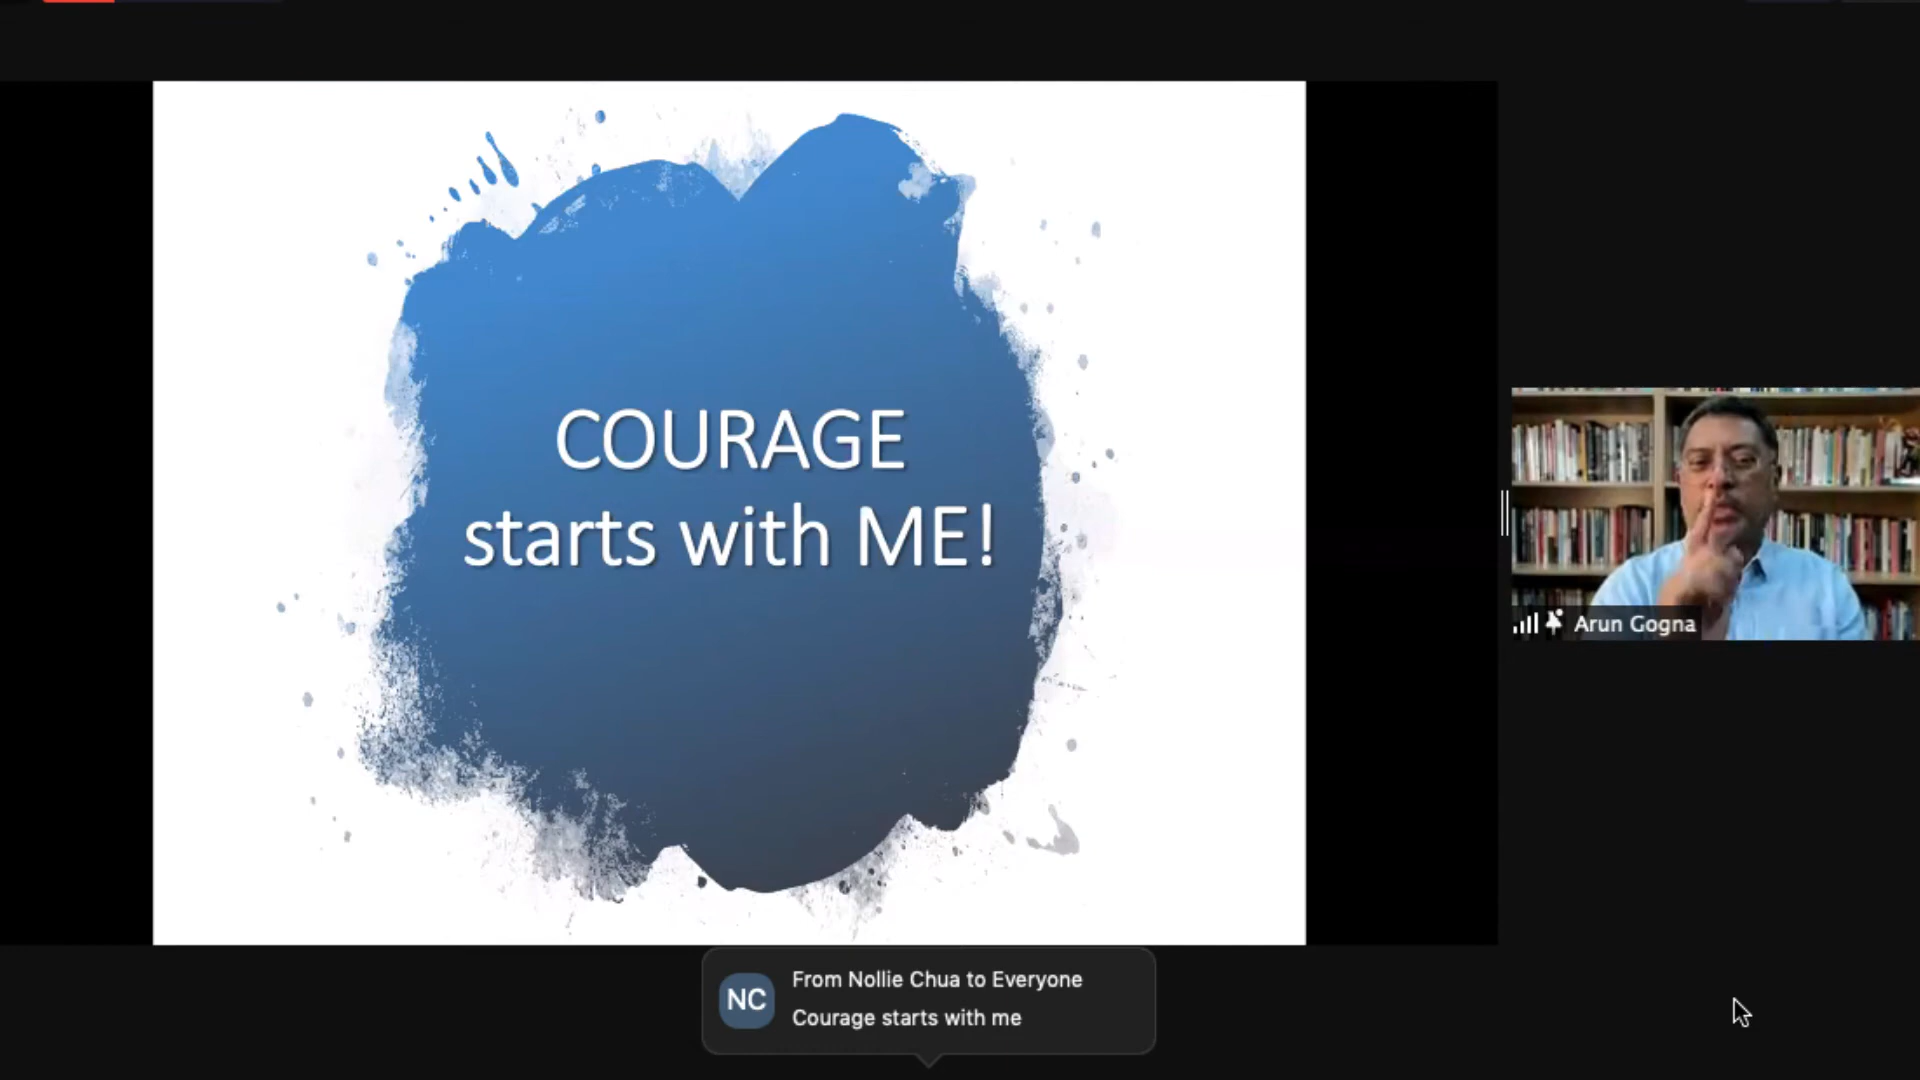 COURAGE
starts with ME!
Arun Gogna
NC
From Nollie Chua to Everyone
Courage starts with me